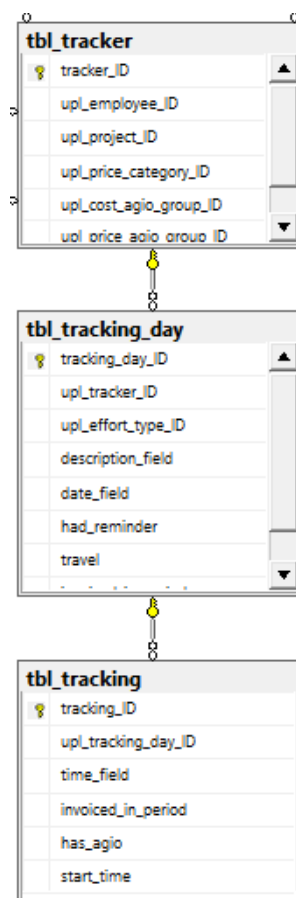 tbl_tracker
tracker_ID
upl_employee_ID
upl_project_ID
upl_price_category_ID
upl_cost_agio_group_ID
upl_price_agio_group_ID
tbl_tracking_day
tracking_day_ID
upl_tracker_ID
upl_effort_type_ID
description_field
date_field
had_reminder
travel
tbl_tracking
tracking_ID
upl_tracking_day_ID
time_field
invoiced_in_period
has_agio
start_time